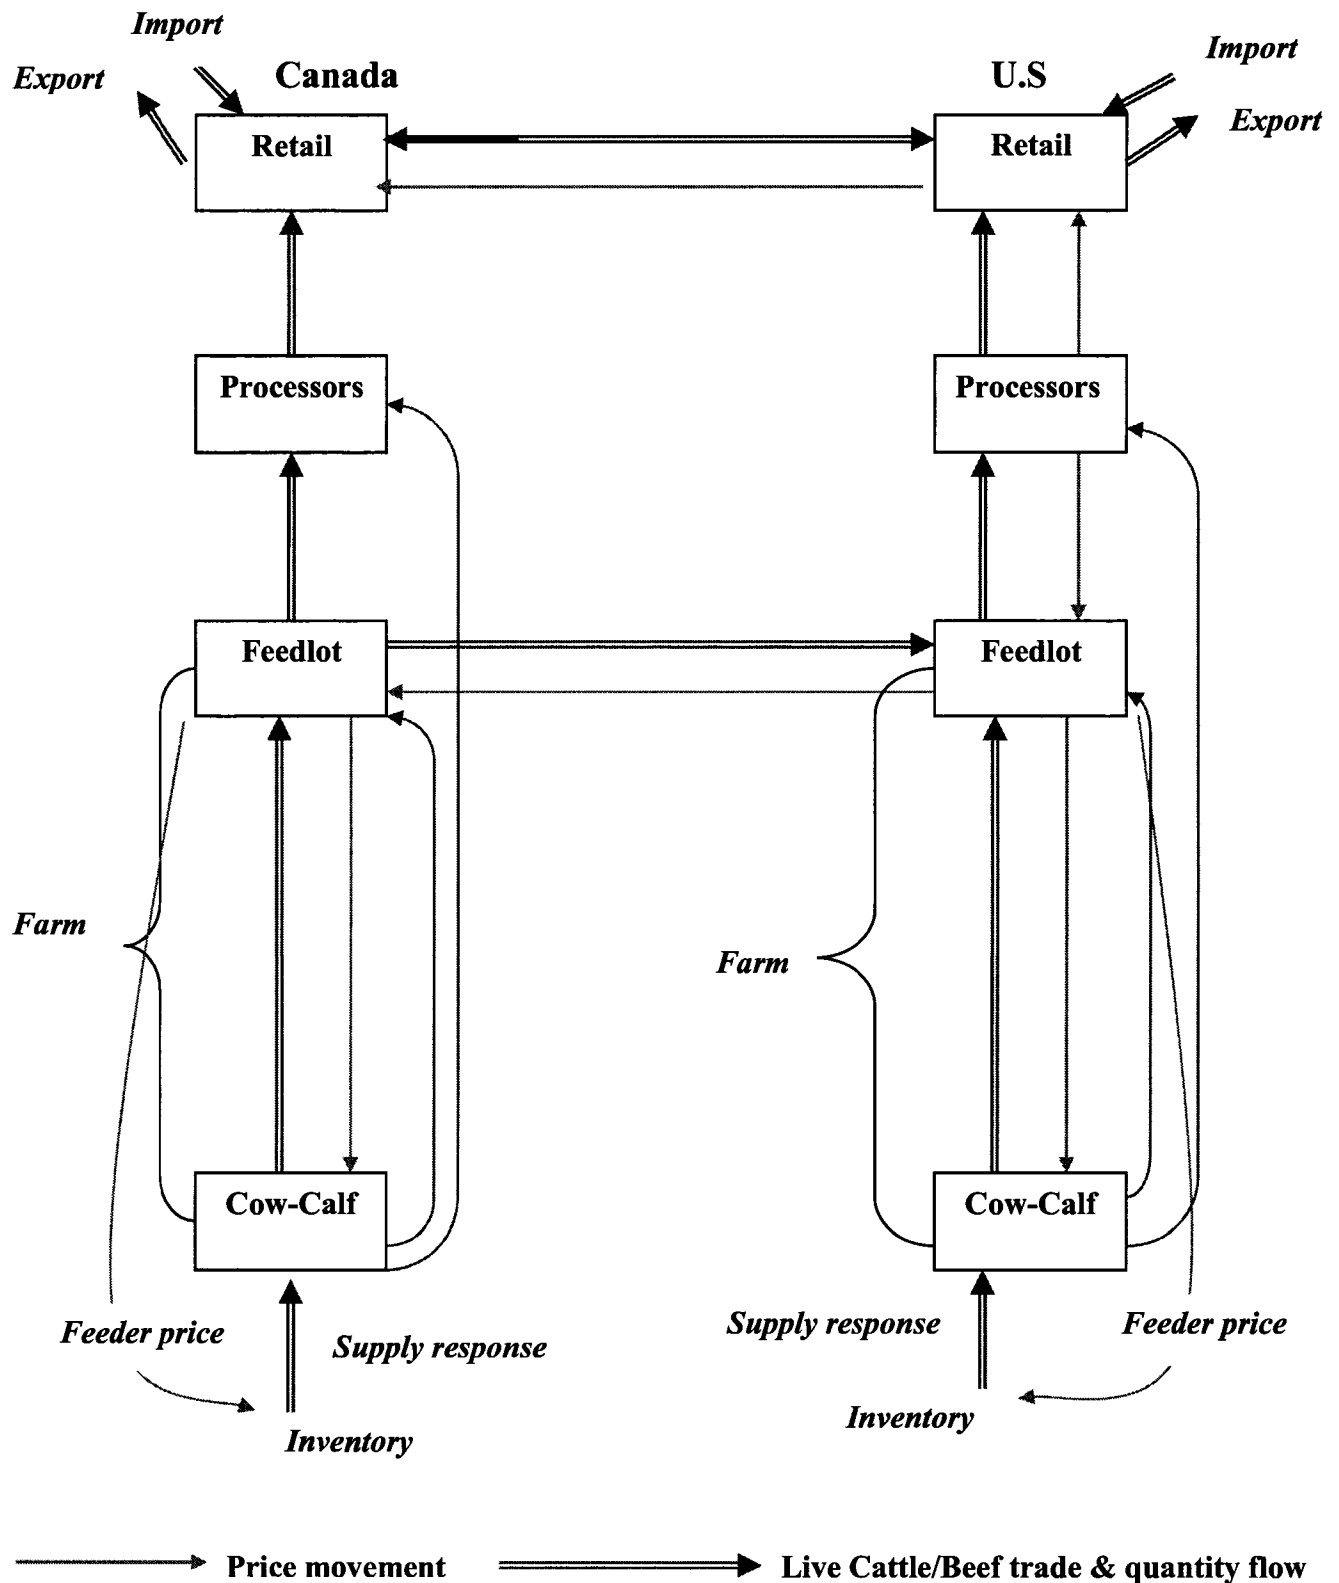 Import
Export
Canada
U.S
Import
Export
Retail
Retail
Processors
Processors
Feedlot
Feedlot
Farm
Farm
Cow-Calf
Cow-Calf
Feeder price
Supply response
Supply response
Feeder price
Inventory
Inventory
Price movement
Live Cattle/Beef trade & quantity flow